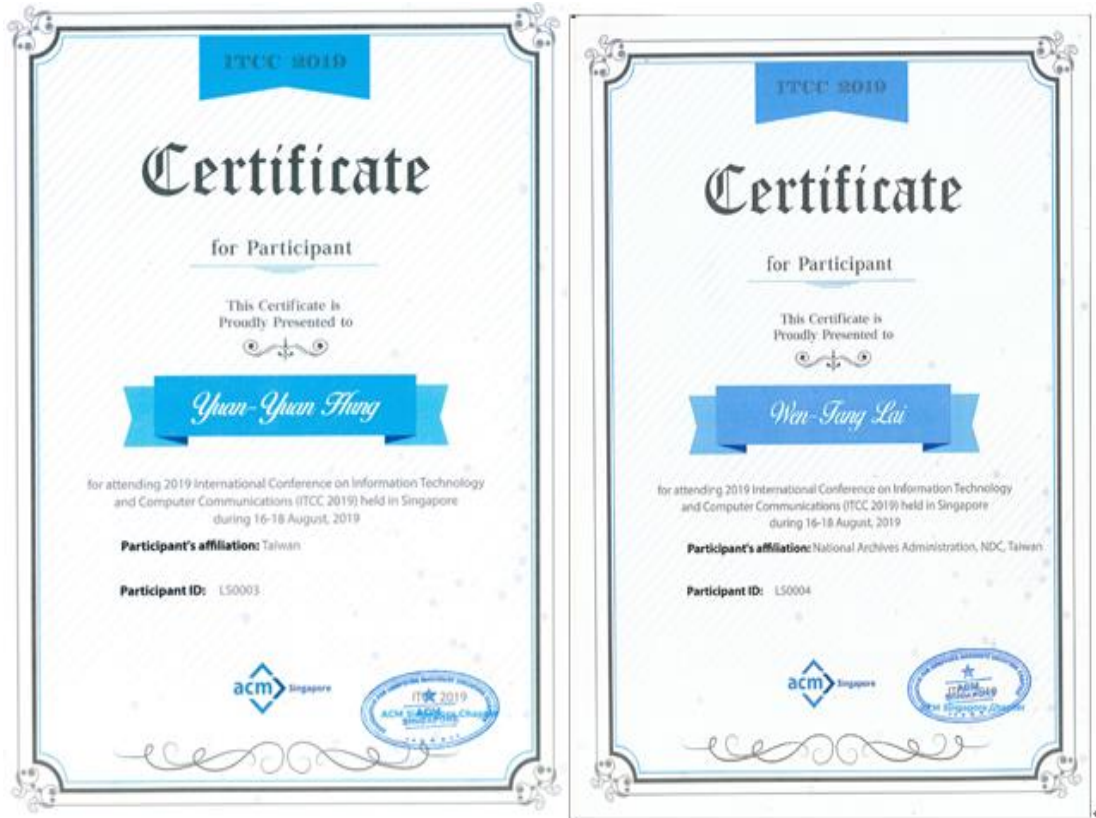 ITCC 2019
Certificate
for Participant
This Certificate is
Proudly Presented to
Yuan-Yuan Hung
for attending 2019 International Conference on Information Technology
and Computer Communications (ITCC 2019) held in Singapore
during 16-18 August, 2019
Participant's affiliation: Taiwan
Participant ID: LS0003
acm Singapore
ITCC 2019
ACM Singapore Chapter
ITCC 2019
Certificate
for Participant
This Certificate is
Proudly Presented to
Wen-Tang Lai
for attending 2019 International Conference on Information Technology
and Computer Communications (ITCC 2019) held in Singapore
during 16-18 August, 2019
Participant's affiliation: National Archives Administration, NDC, Taiwan
Participant ID: LS0004
acm Singapore
ACM Singapore Chapter